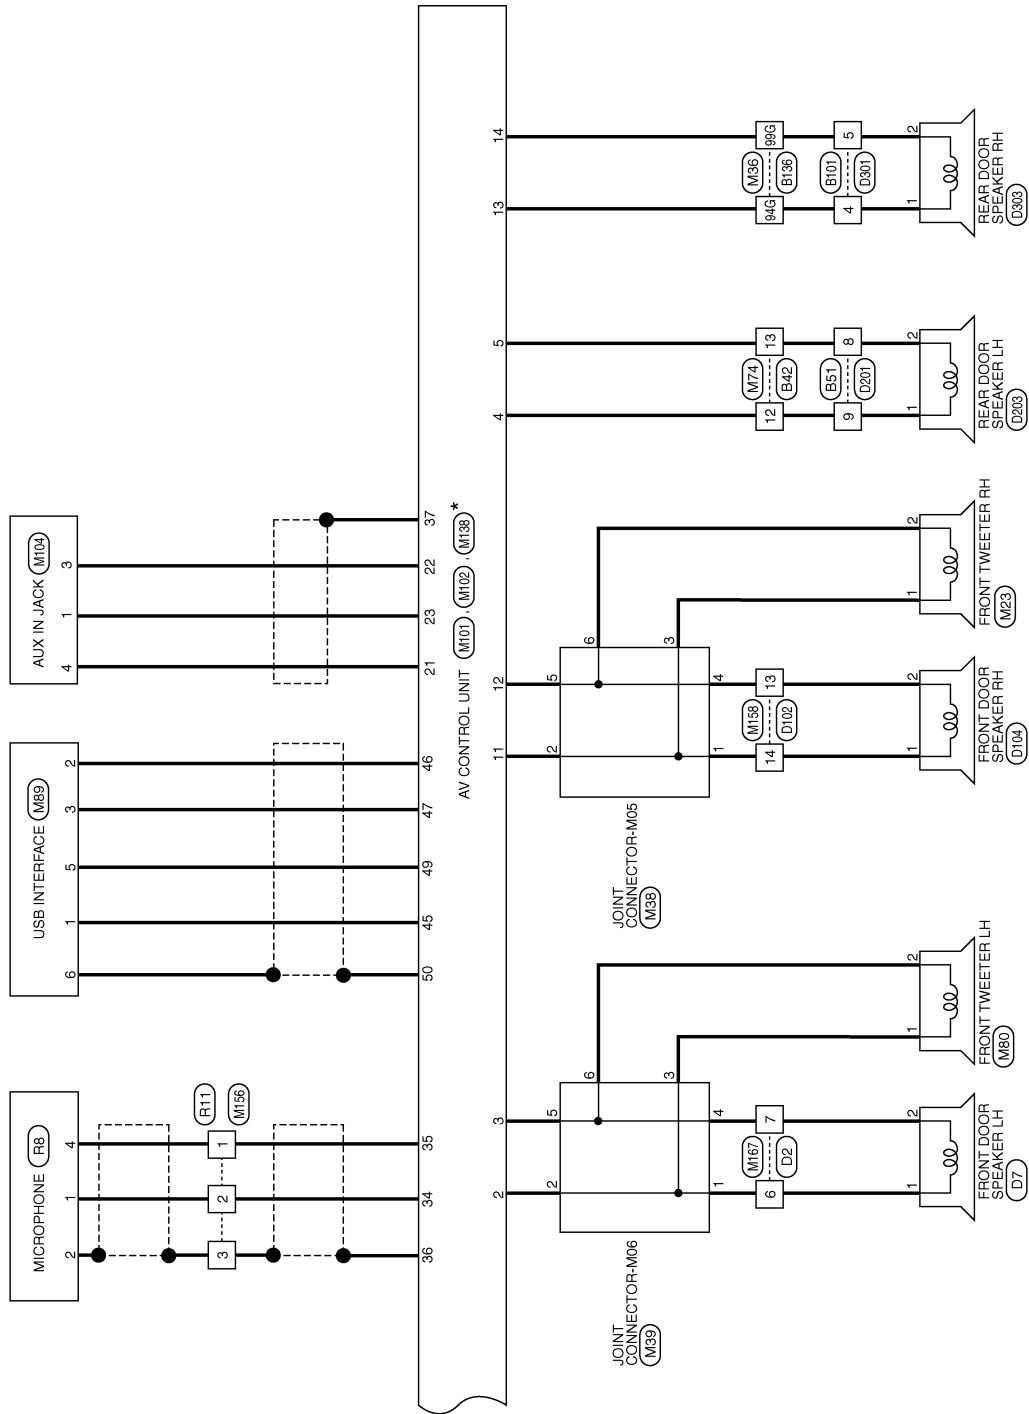 MICROPHONE R8
2
1
4
3
2
1
R11
M156
36
34
35
USB INTERFACE M89
6
1
5
3
2
50
45
49
47
46
AUX IN JACK M104
4
1
3
21
23
22
37
AV CONTROL UNIT M101 , M102 , M138 *
2
3
11
12
4
5
13
14
JOINT
CONNECTOR-M06
M39
2
5
6
3
1
4
6
7
M167
D2
1
2
FRONT DOOR
SPEAKER LH
D7
1
2
FRONT TWEETER LH
M80
JOINT
CONNECTOR-M05
M38
2
5
6
3
1
4
14
13
M158
D102
1
2
FRONT DOOR
SPEAKER RH
D104
1
2
FRONT TWEETER RH
M23
12
13
M74
B42
9
8
B51
D201
1
2
REAR DOOR
SPEAKER LH
D203
94G
99G
M36
B136
4
5
B101
D301
1
2
REAR DOOR
SPEAKER RH
D303